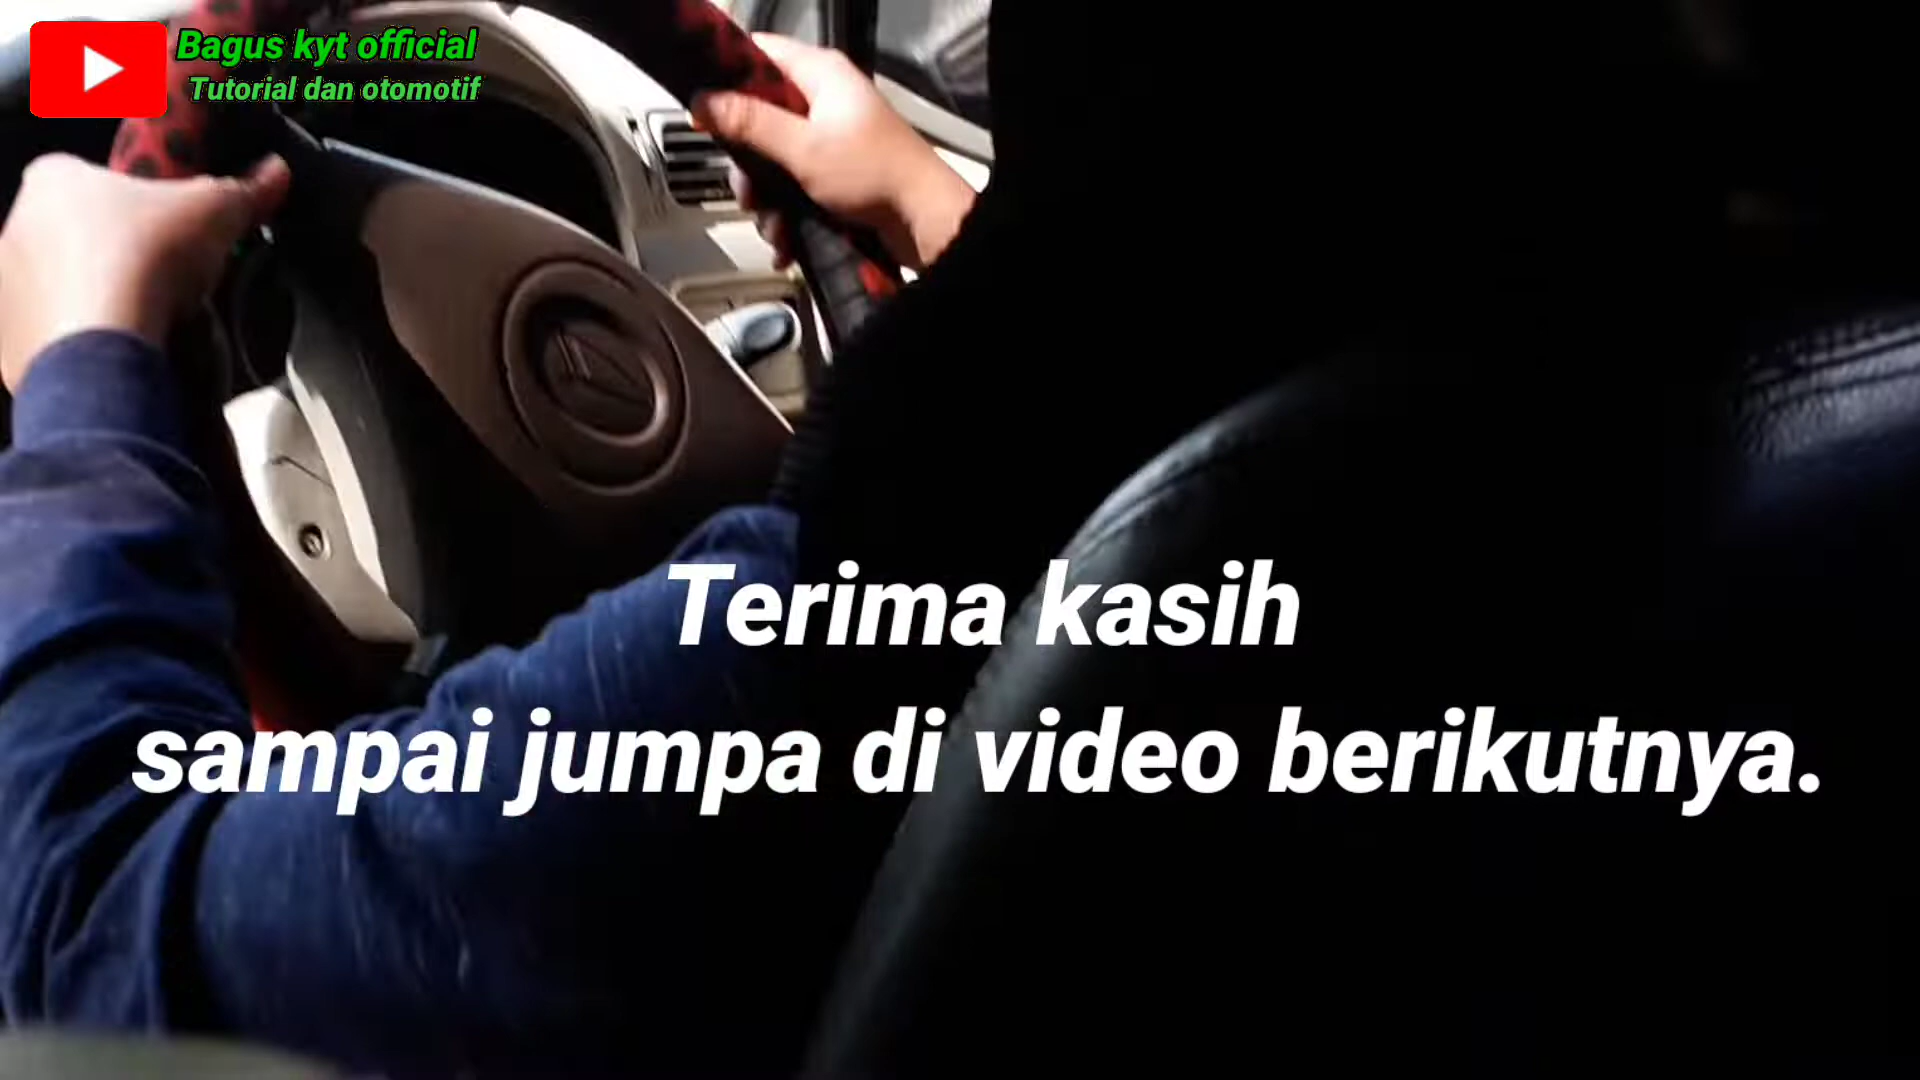 Bagus kyt official
Tutorial dan otomotif
Terima kasih
sampai jumpa di video berikutnya.